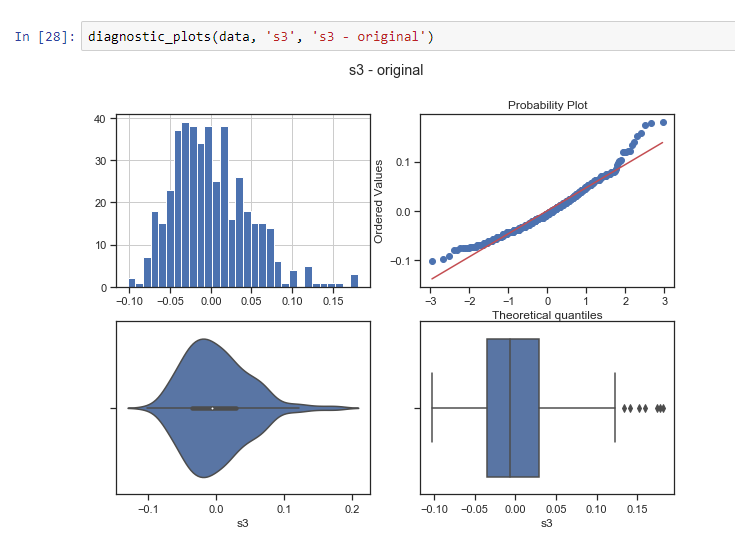 In [28]: diagnostic_plots(data, 's3', 's3 - original')
s3 - original
40
30
20
10
0
−0.10 −0.05 0.00 0.05 0.10 0.15
Probability Plot
Ordered Values
0.1
0.0
−0.1
−3 −2 −1 0 1 2 3
Theoretical quantiles
−0.1 0.0 0.1 0.2
s3
−0.10 −0.05 0.00 0.05 0.10 0.15
s3